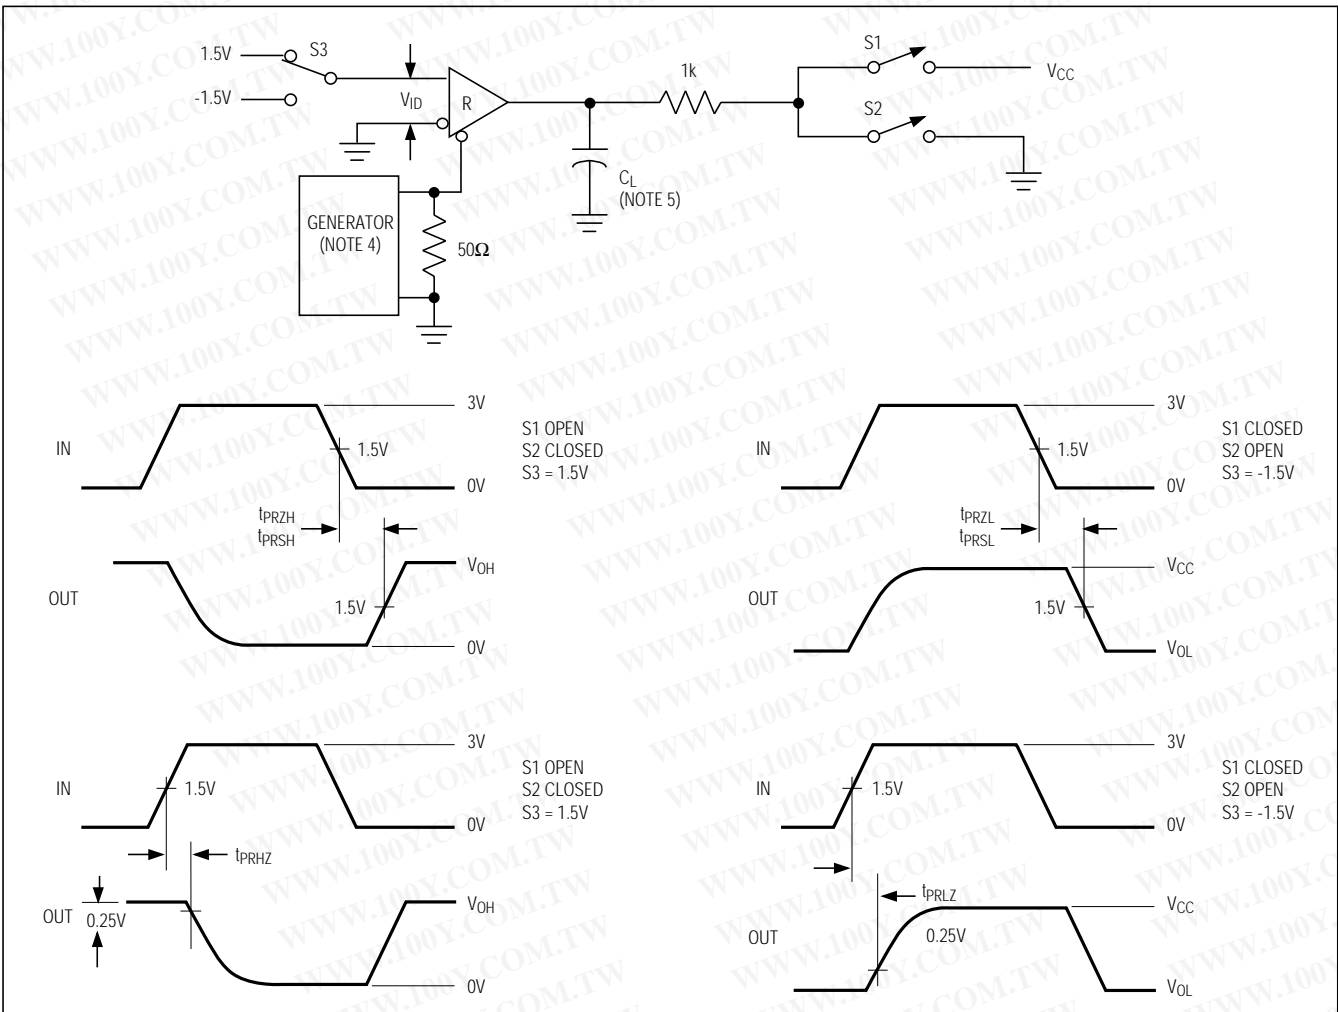 1.5V
S3
-1.5V
V_ID
R
1k
S1
V_CC
S2
C_L
(NOTE 5)
GENERATOR
(NOTE 4)
50Ω
IN
3V
1.5V
0V
S1 OPEN
S2 CLOSED
S3 = 1.5V
t_PRZH
t_PRSH
OUT
V_OH
1.5V
0V
IN
3V
1.5V
0V
S1 CLOSED
S2 OPEN
S3 = -1.5V
t_PRZL
t_PRSL
OUT
V_CC
1.5V
V_OL
IN
3V
1.5V
0V
S1 OPEN
S2 CLOSED
S3 = 1.5V
t_PRHZ
OUT
0.25V
V_OH
0V
IN
3V
1.5V
0V
S1 CLOSED
S2 OPEN
S3 = -1.5V
t_PRLZ
OUT
0.25V
V_CC
V_OL
WWW.100Y.COM.TW